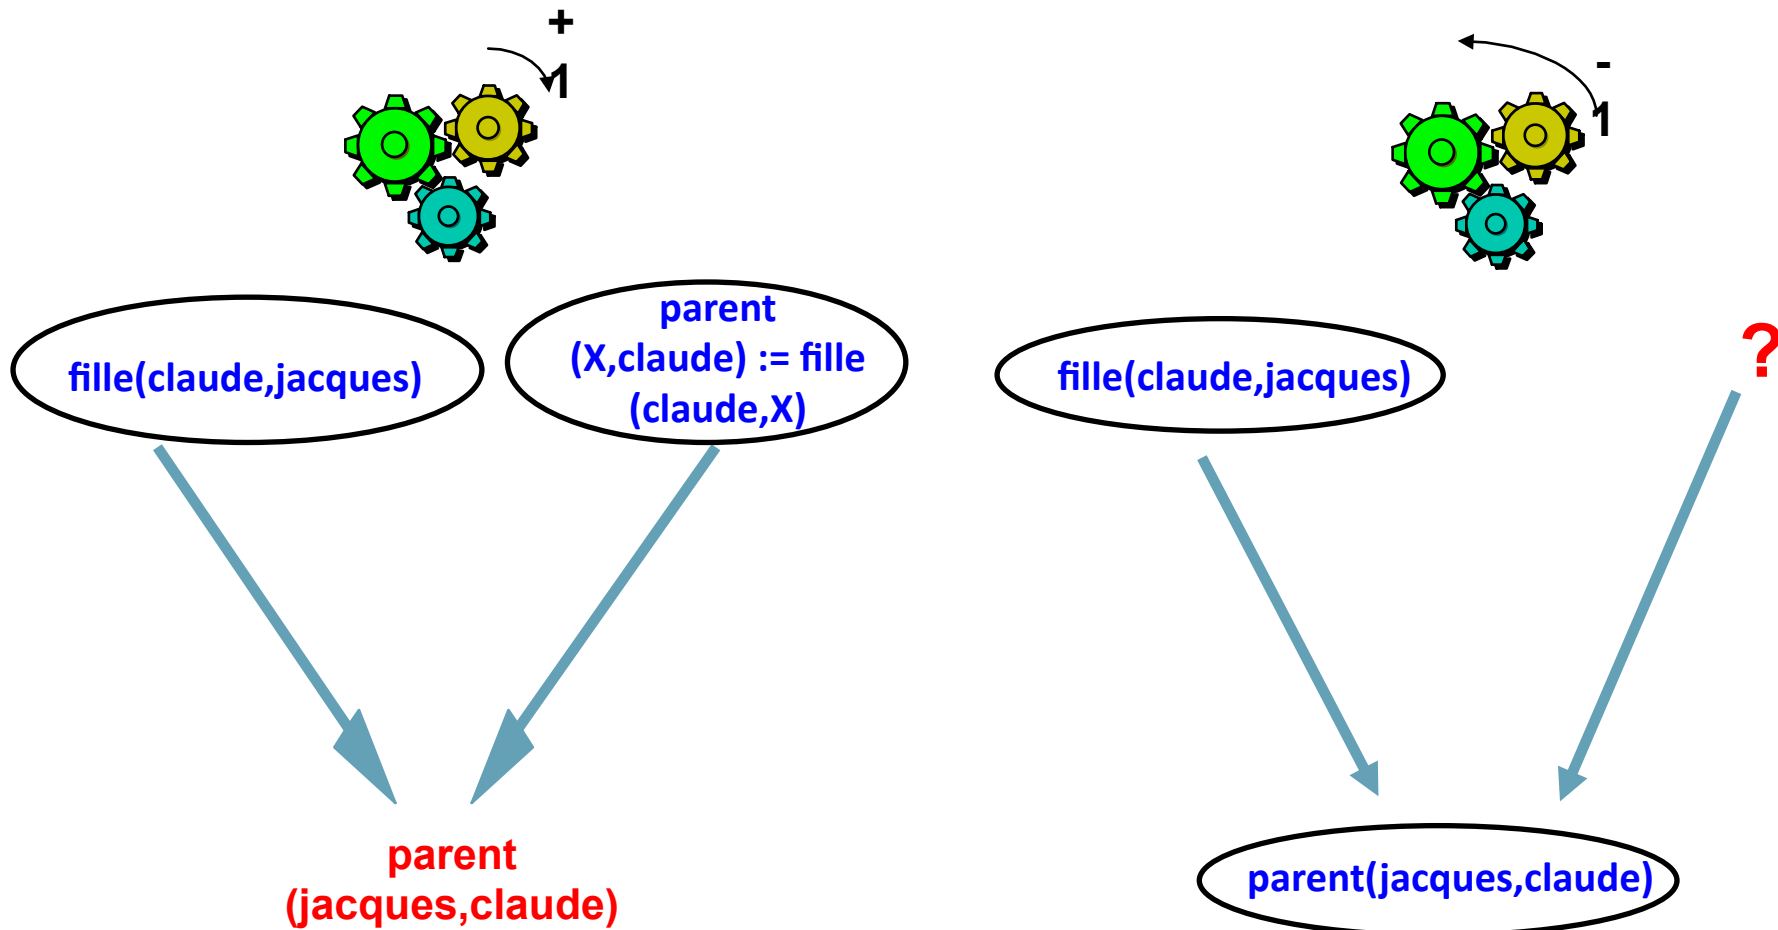 +
1
-
1
fille(claude,jacques)
parent
(X,claude) := fille
(claude,X)
fille(claude,jacques)
?
parent
(jacques,claude)
parent(jacques,claude)